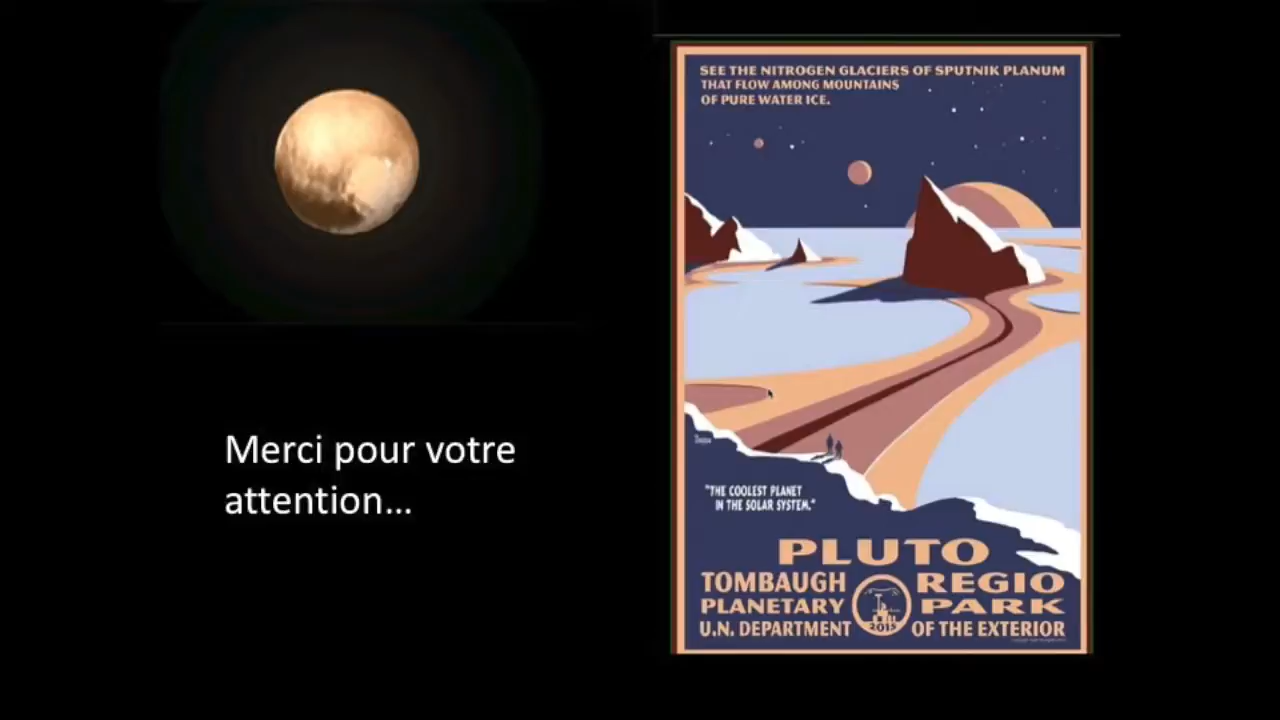 Merci pour votre
attention...
SEE THE NITROGEN GLACIERS OF SPUTNIK PLANUM
THAT FLOW AMONG MOUNTAINS
OF PURE WATER ICE.
"THE COOLEST PLANET
IN THE SOLAR SYSTEM."
PLUTO
TOMBAUGH REGIO
PLANETARY PARK
2015
U.N. DEPARTMENT OF THE EXTERIOR